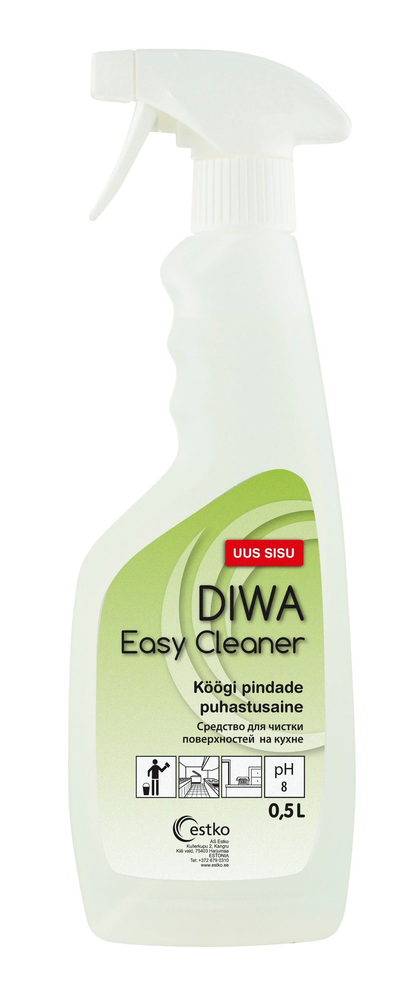 UUS SISU
DIWA
Easy Cleaner
Köögi pindade
puhastusaine
Средство для чистки
поверхностей на кухне
pH
8
0,5 L
estko
AS Estko
Kullerkupu 2, Kangru
Kiili vald, 75403 Harjumaa
ESTONIA
Tel: +372 679 0310
www.estko.ee